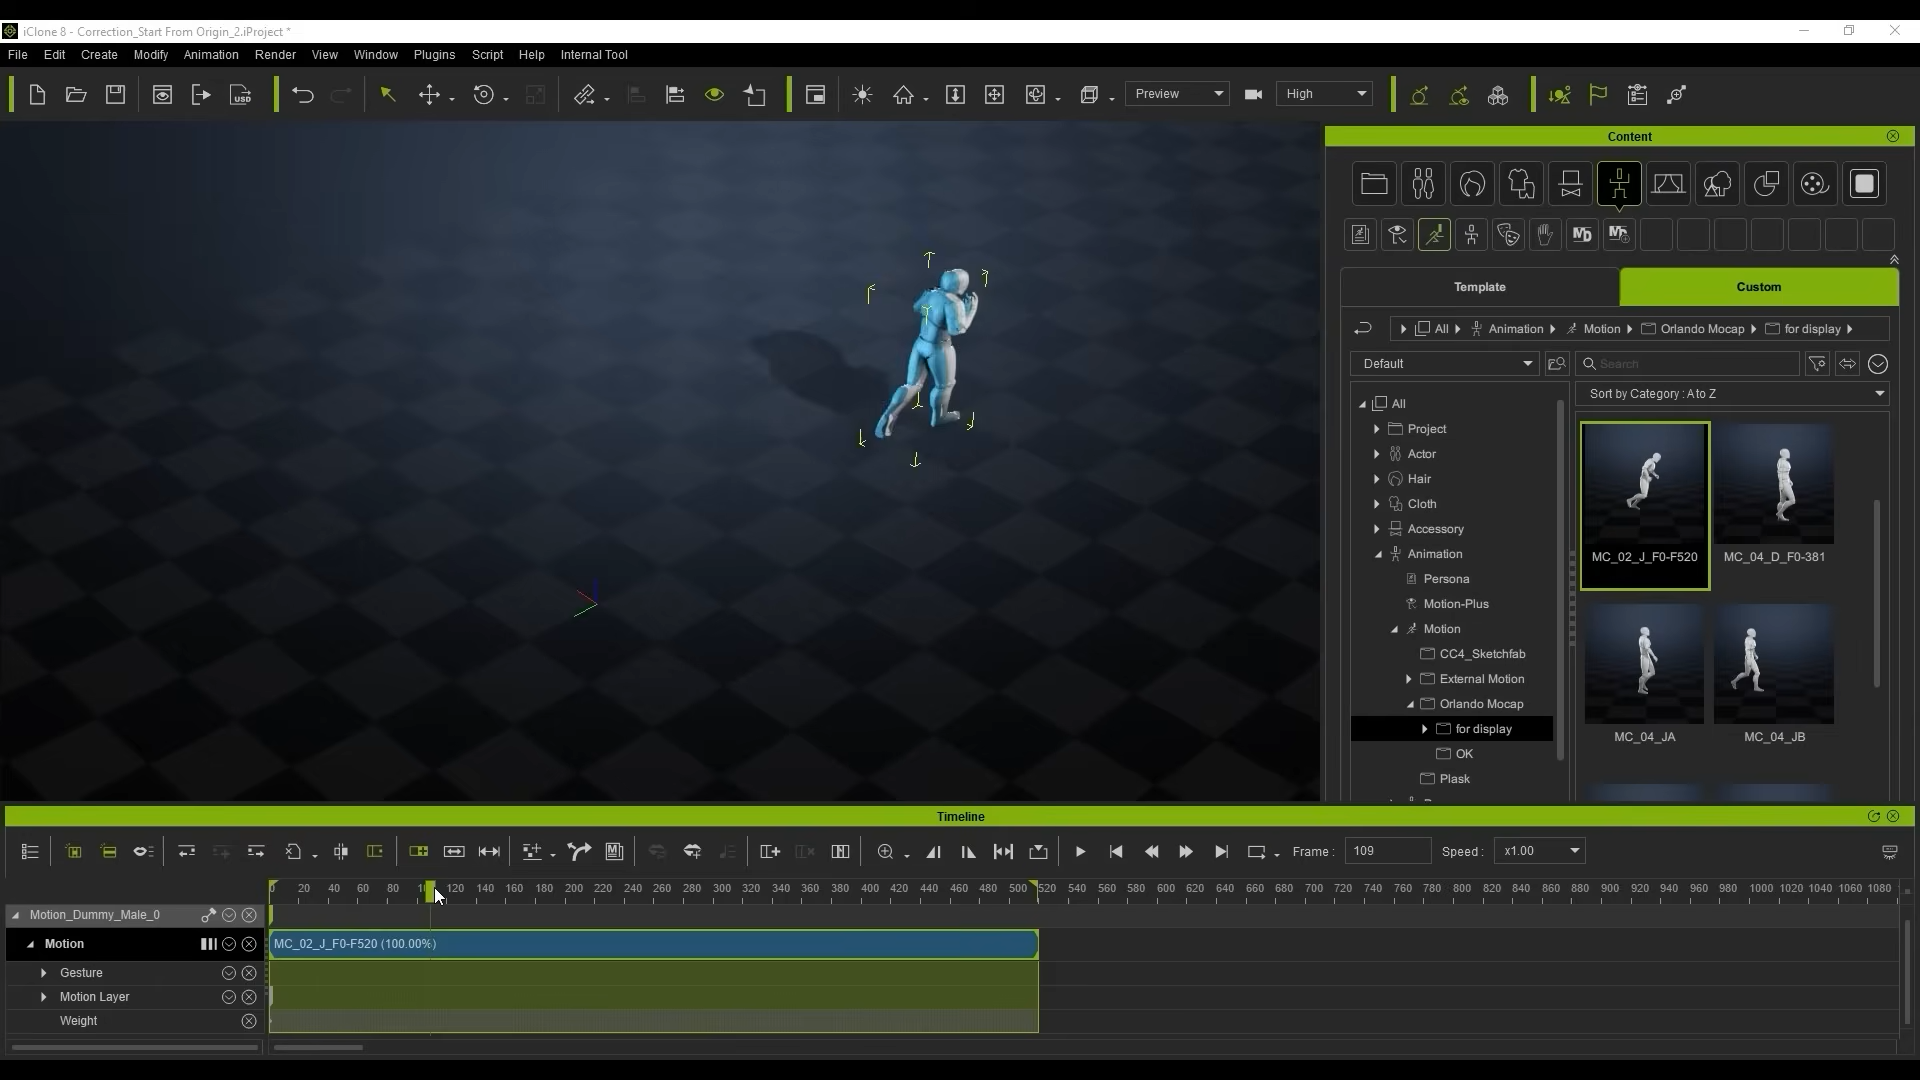 iClone 8 - Correction_Start From Origin_2.iProject *
File Edit Create Modify Animation Render View Window Plugins Script Help Internal Tool
USD Preview High
Content
Template Custom
All Animation Motion Orlando Mocap for display
Default Search
Sort by Category : A to Z
All
Project
Actor
Hair
Cloth
Accessory
Animation
Persona
Motion-Plus
Motion
CC4_Sketchfab
External Motion
Orlando Mocap
for display
OK
Plask
MC_02_J_F0-F520 MC_04_D_F0-381
MC_04_JA MC_04_JB
Timeline
Frame : 109 Speed : x1.00
0 20 40 60 80 120 140 160 180 200 220 240 260 280 300 320 340 360 380 400 420 440 460 480 500 520 540 560 580 600 620 640 660 680 700 720 740 760 780 800 820 840 860 880 900 920 940 960 980 1000 1020 1040 1060 1080
Motion_Dummy_Male_0
Motion MC_02_J_F0-F520 (100.00%)
Gesture
Motion Layer
Weight